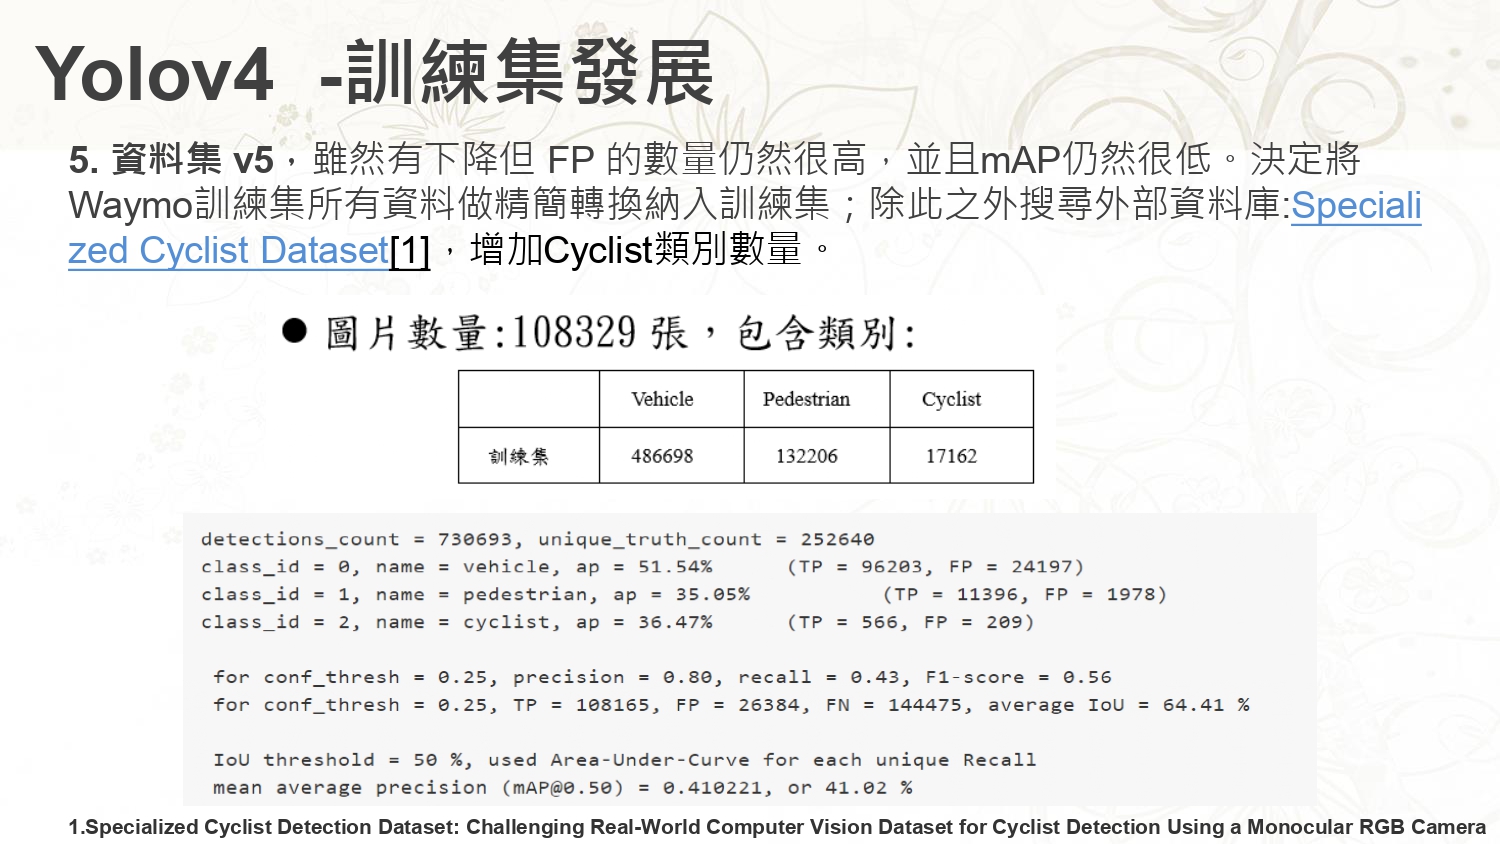 Yolov4 -訓練集發展
5. 資料集 v5，雖然有下降但 FP 的數量仍然很高，並且mAP仍然很低。決定將
Waymo訓練集所有資料做精簡轉換納入訓練集；除此之外搜尋外部資料庫:Speciali
zed Cyclist Dataset[1]，增加Cyclist類別數量。
● 圖片數量:108329 張，包含類別:
Vehicle Pedestrian Cyclist
訓練集 486698 132206 17162
detections_count = 730693, unique_truth_count = 252640
class_id = 0, name = vehicle, ap = 51.54% (TP = 96203, FP = 24197)
class_id = 1, name = pedestrian, ap = 35.05% (TP = 11396, FP = 1978)
class_id = 2, name = cyclist, ap = 36.47% (TP = 566, FP = 209)
for conf_thresh = 0.25, precision = 0.80, recall = 0.43, F1-score = 0.56
for conf_thresh = 0.25, TP = 108165, FP = 26384, FN = 144475, average IoU = 64.41 %
IoU threshold = 50 %, used Area-Under-Curve for each unique Recall
mean average precision (mAP@0.50) = 0.410221, or 41.02 %
1.Specialized Cyclist Detection Dataset: Challenging Real-World Computer Vision Dataset for Cyclist Detection Using a Monocular RGB Camera